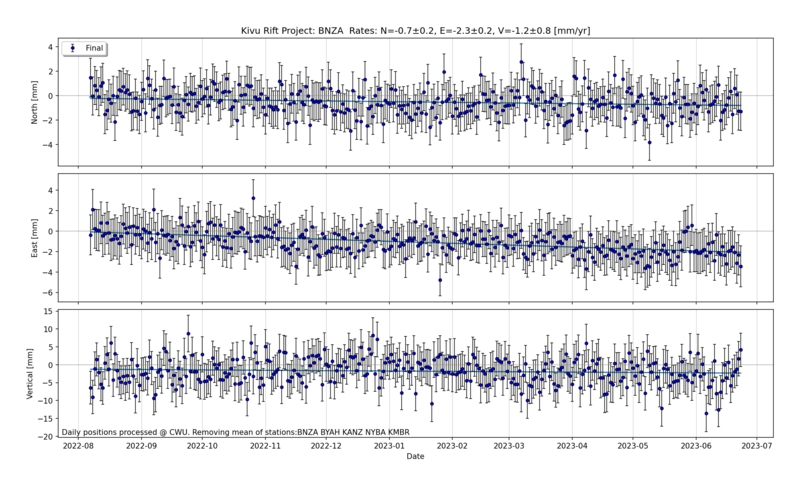 Kivu Rift Project: BNZA Rates: N=-0.7±0.2, E=-2.3±0.2, V=-1.2±0.8 [mm/yr]
Final
North [mm]
4
2
0
−2
−4
East [mm]
4
2
0
−2
−4
−6
Vertical [mm]
15
10
5
0
−5
−10
−15
−20
Daily positions processed @ CWU. Removing mean of stations:BNZA BYAH KANZ NYBA KMBR
2022-08 2022-09 2022-10 2022-11 2022-12 2023-01 2023-02 2023-03 2023-04 2023-05 2023-06 2023-07
Date